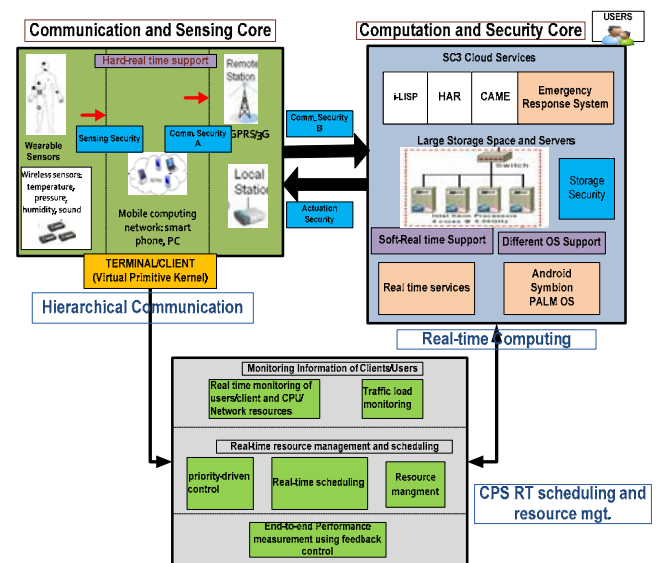 Communication and Sensing Core
Computation and Security Core
USERS
Hard-real time support
Remote
Station
GPRS/3G
Wearable
Sensors
Sensing Security
Comm. Security
A
Wireless sensors:
temperature,
pressure,
humidity, sound
Mobile computing
network: smart
phone, PC
Local
Station
TERMINAL/CLIENT
(Virtual Primitive Kernel)
Comm. Security
B
Actuation
Security
SC3 Cloud Services
i-LISP
HAR
CAME
Emergency
Response System
Large Storage Space and Servers
Switch
Storage
Security
Soft-Real time Support
Different OS Support
Real time services
Android
Symbion
PALM OS
Hierarchical Communication
Real-time Computing
Monitoring Information of Clients/Users
Real time monitoring of
users/client and CPU/
Network resources
Traffic load
monitoring
Real-time resource management and scheduling
priority-driven
control
Real-time scheduling
Resource
mangment
CPS RT scheduling and
resource mgt.
End-to-end Performance
measurement using feedback
control